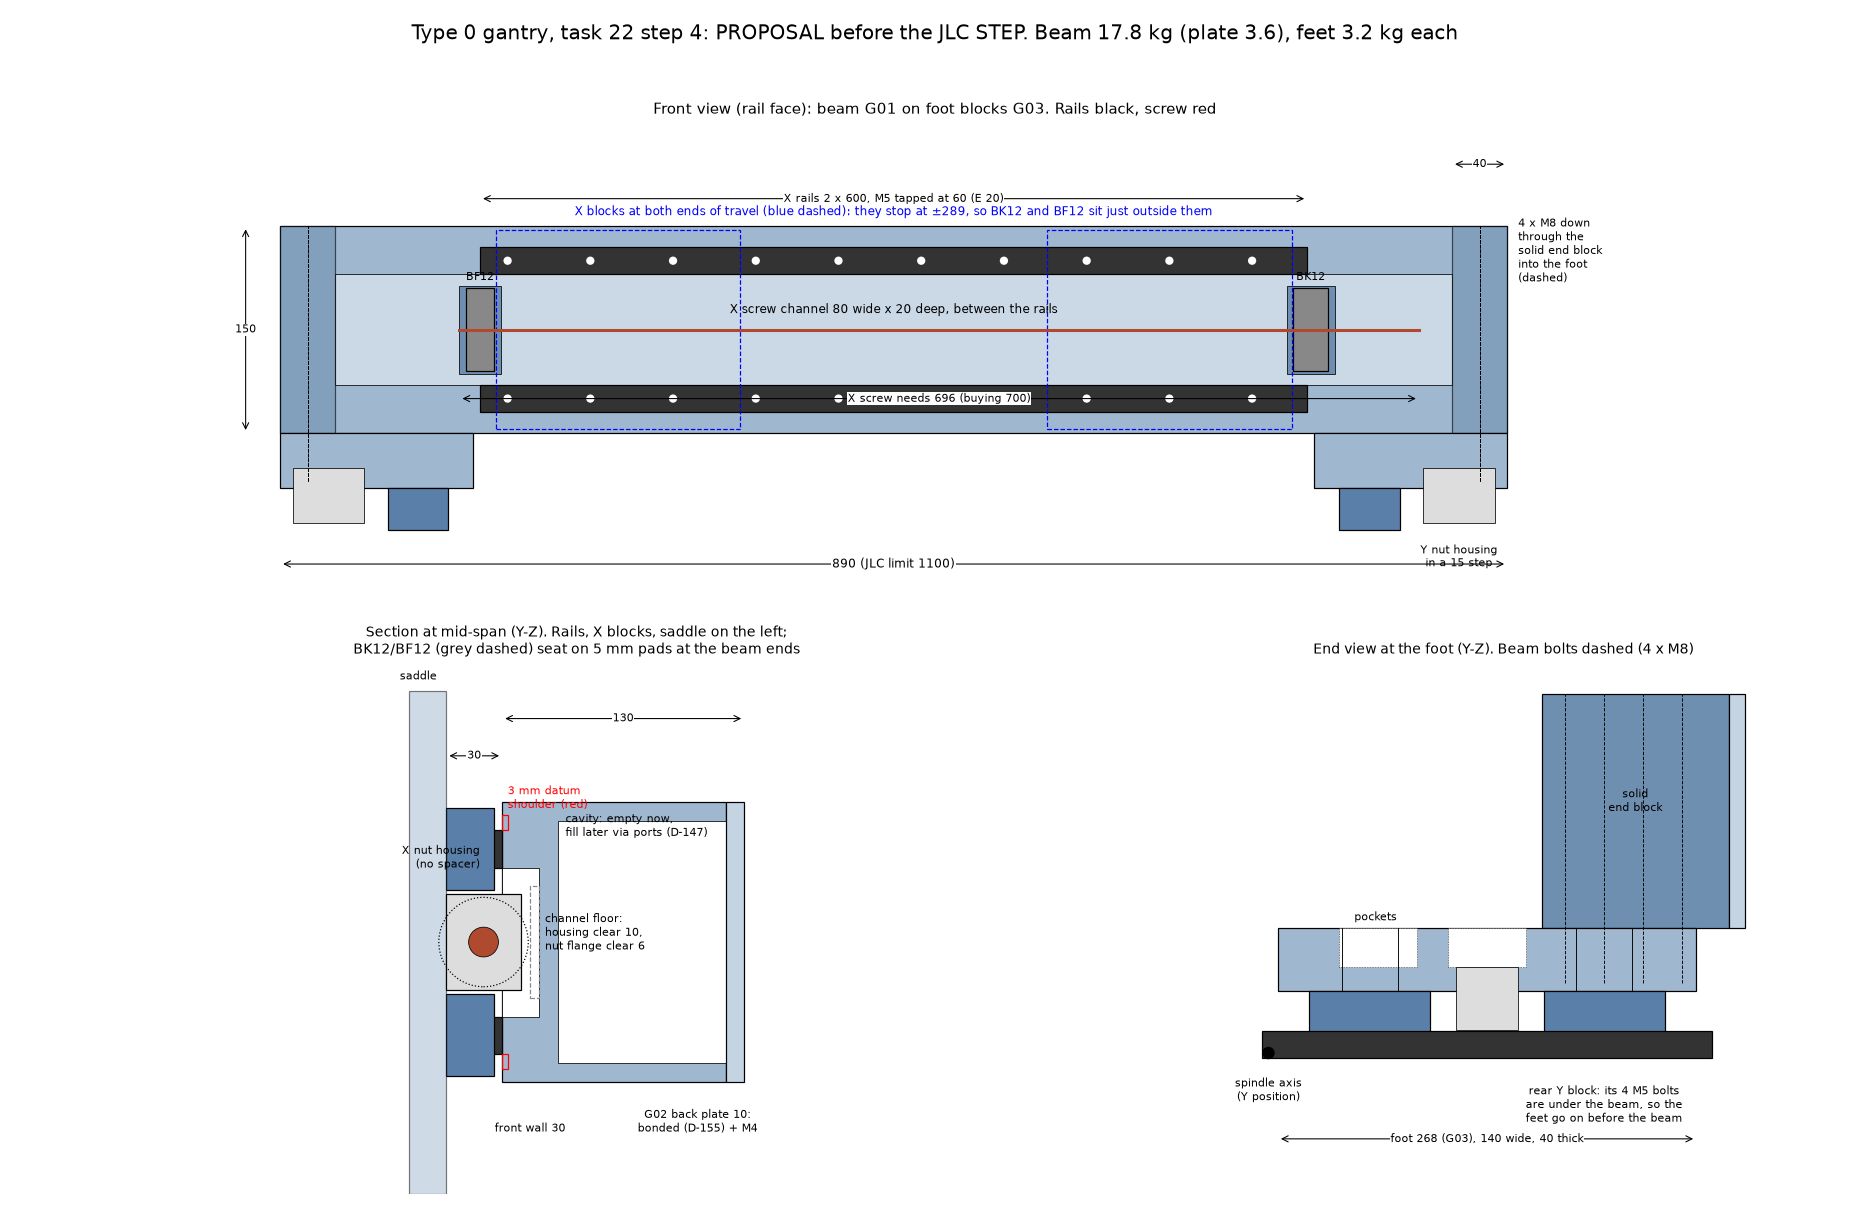 Type 0 gantry, task 22 step 4: PROPOSAL before the JLC STEP. Beam 17.8 kg (plate 3.6), feet 3.2 kg each
Front view (rail face): beam G01 on foot blocks G03. Rails black, screw red
40
X rails 2 x 600, M5 tapped at 60 (E 20)
X blocks at both ends of travel (blue dashed): they stop at ±289, so BK12 and BF12 sit just outside them
4 x M8 down
through the
solid end block
into the foot
(dashed)
BF12
BK12
X screw channel 80 wide x 20 deep, between the rails
150
X screw needs 696 (buying 700)
Y nut housing
in a 15 step
890 (JLC limit 1100)
Section at mid-span (Y-Z). Rails, X blocks, saddle on the left;
BK12/BF12 (grey dashed) seat on 5 mm pads at the beam ends
saddle
130
30
3 mm datum
shoulder (red)
cavity: empty now,
fill later via ports (D-147)
X nut housing
(no spacer)
channel floor:
housing clear 10,
nut flange clear 6
front wall 30
G02 back plate 10:
bonded (D-155) + M4
End view at the foot (Y-Z). Beam bolts dashed (4 x M8)
solid
end block
pockets
spindle axis
(Y position)
rear Y block: its 4 M5 bolts
are under the beam, so the
feet go on before the beam
foot 268 (G03), 140 wide, 40 thick